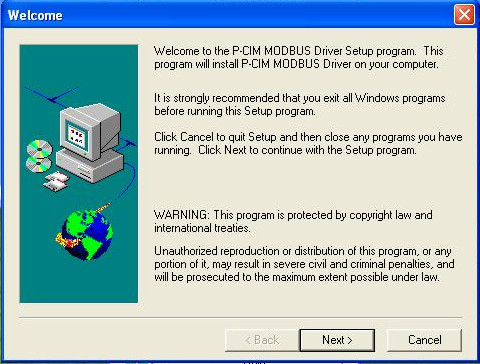 Welcome
Welcome to the P-CIM MODBUS Driver Setup program. This
program will install P-CIM MODBUS Driver on your computer.
It is strongly recommended that you exit all Windows programs
before running this Setup program.
Click Cancel to quit Setup and then close any programs you have
running. Click Next to continue with the Setup program.
WARNING: This program is protected by copyright law and
international treaties.
Unauthorized reproduction or distribution of this program, or any
portion of it, may result in severe civil and criminal penalties, and
will be prosecuted to the maximum extent possible under law.
< Back
Next >
Cancel